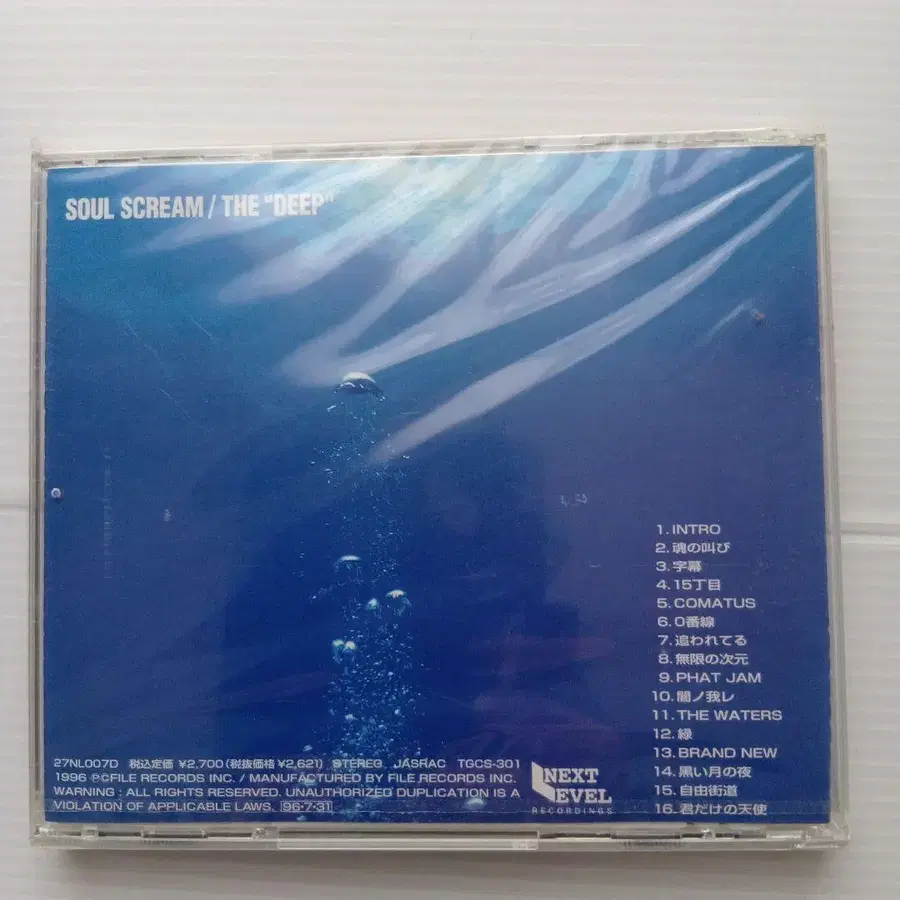 SOUL SCREAM / THE "DEEP"
1. INTRO
2. 魂の叫び
3. 字幕
4. 15丁目
5. COMATUS
6. 0番線
7. 追われてる
8. 無限の次元
9. PHAT JAM
10. 闇ノ我レ
11. THE WATERS
12. 緑
13. BRAND NEW
14. 黒い月の夜
15. 自由街道
16. 君だけの天使
27NL007D 税込定価 ¥2,700 (税抜価格 ¥2,621) STEREO JASRAC TGCS-301
1996 ℗©FILE RECORDS INC. / MANUFACTURED BY FILE RECORDS INC.
WARNING : ALL RIGHTS RESERVED. UNAUTHORIZED DUPLICATION IS A
VIOLATION OF APPLICABLE LAWS. 96・7・31
NEXT
LEVEL
RECORDINGS